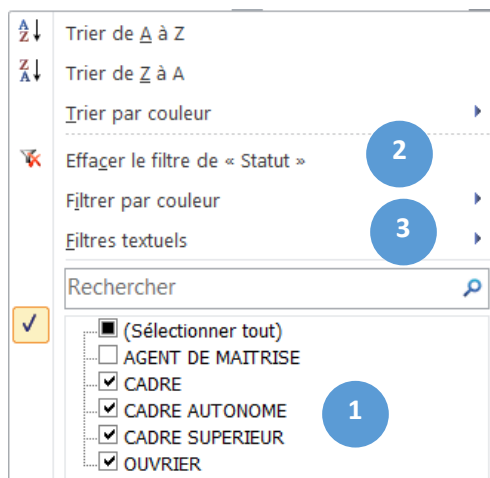 Trier de A à Z
Trier de Z à A
Trier par couleur
Effacer le filtre de « Statut »
2
Filtrer par couleur
Filtres textuels
3
Rechercher
(Sélectionner tout)
AGENT DE MAITRISE
CADRE
CADRE AUTONOME
1
CADRE SUPERIEUR
OUVRIER